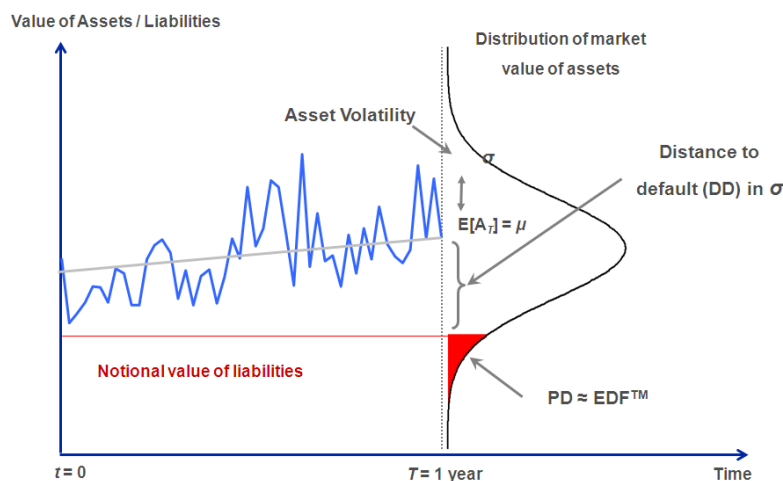 Value of Assets / Liabilities
Distribution of market
value of assets
Asset Volatility
σ
Distance to
default (DD) in σ
E[A_T] = μ
Notional value of liabilities
PD ≈ EDF™
t = 0
T = 1 year
Time